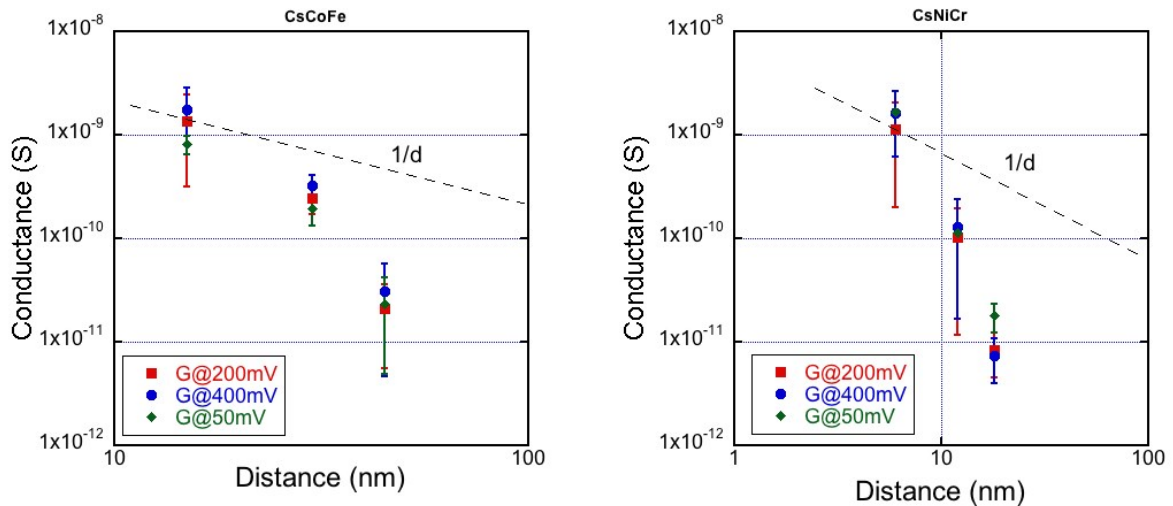 CsCoFe
1x10⁻⁸
1x10⁻⁹
1x10⁻¹⁰
1x10⁻¹¹
1x10⁻¹²
Conductance (S)
1/d
G@200mV
G@400mV
G@50mV
10
100
Distance (nm)
CsNiCr
1x10⁻⁸
1x10⁻⁹
1x10⁻¹⁰
1x10⁻¹¹
1x10⁻¹²
Conductance (S)
1/d
G@200mV
G@400mV
G@50mV
1
10
100
Distance (nm)